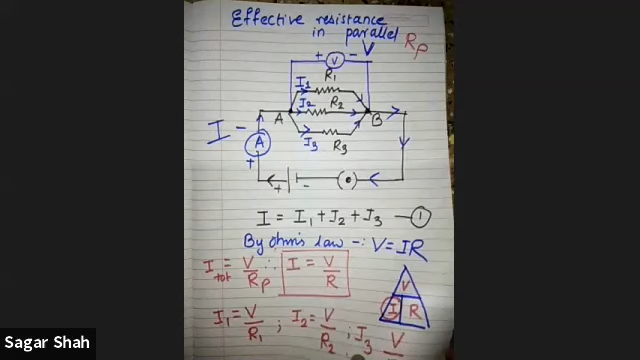 Effective resistance
in parallel
Rp
+ V - V
I1 R1
I2 R2
A B
I3 R3
I - A +
+ -
I = I1 + I2 + I3 — 1
By ohm's law -: V = IR
Itot = V/Rp ∴ I = V/R
V
I R
I1 = V/R1 ; I2 = V/R2 ; I3 V
Sagar Shah